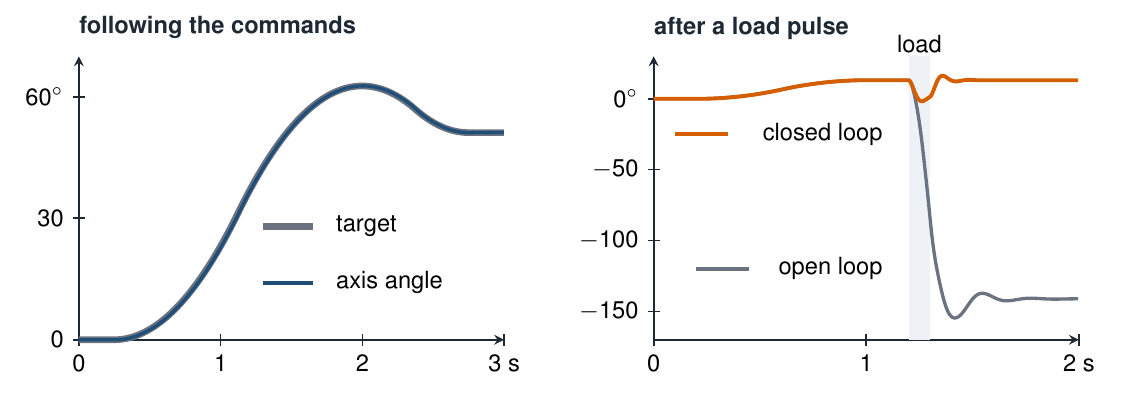 following the commands
60°
30
0
0 1 2 3 s
target
axis angle
after a load pulse
load
0°
−50
−100
−150
0 1 2 s
closed loop
open loop